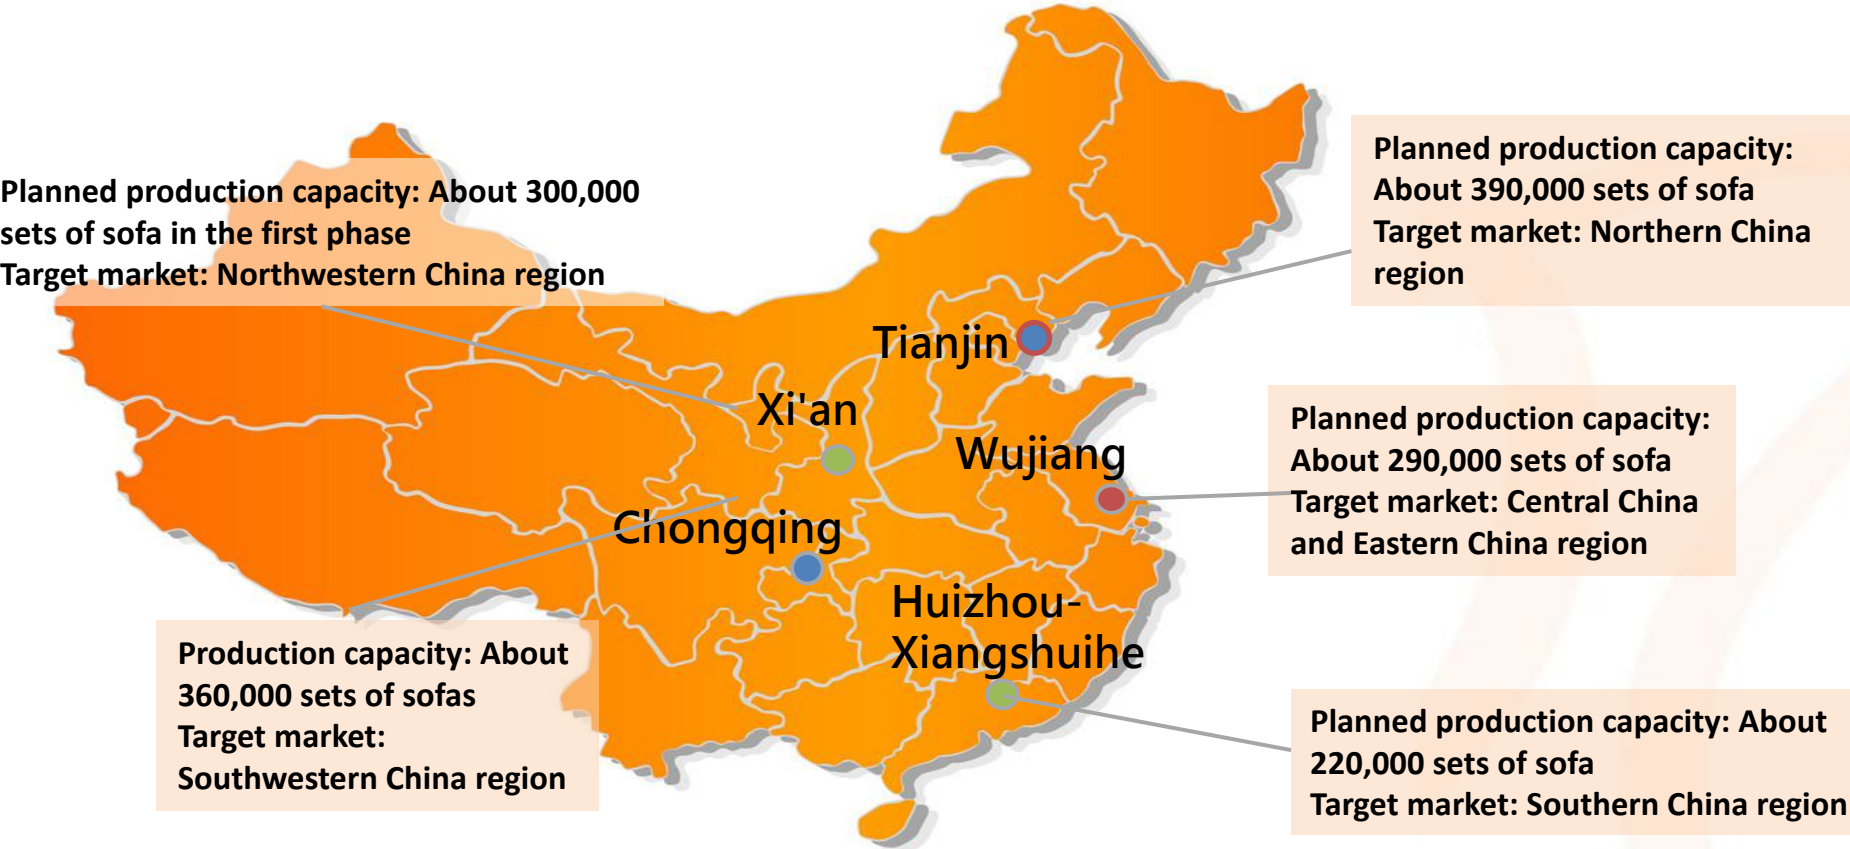 Planned production capacity: About 300,000
sets of sofa in the first phase
Target market: Northwestern China region
Planned production capacity:
About 390,000 sets of sofa
Target market: Northern China
region
Tianjin
Xi'an
Wujiang
Planned production capacity:
About 290,000 sets of sofa
Target market: Central China
and Eastern China region
Chongqing
Huizhou-
Xiangshuihe
Production capacity: About
360,000 sets of sofas
Target market:
Southwestern China region
Planned production capacity: About
220,000 sets of sofa
Target market: Southern China region